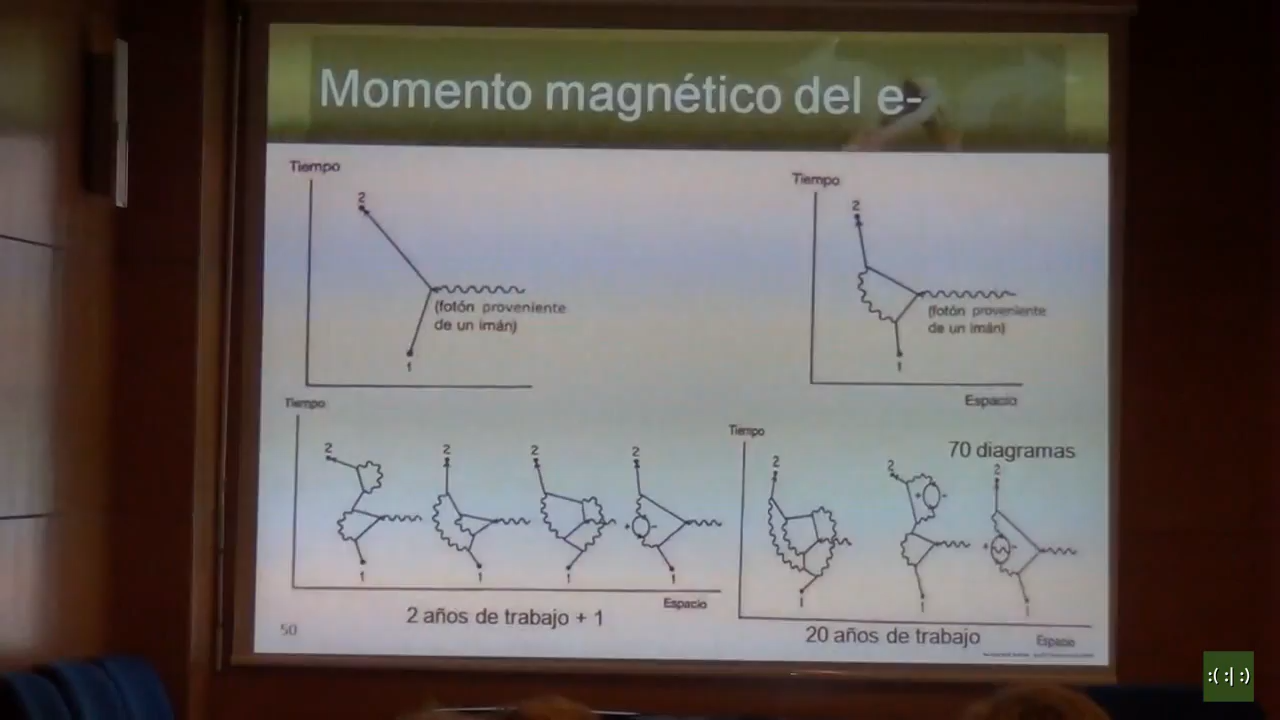 Momento magnético del e-
Tiempo
2
(fotón proveniente
de un imán)
1
Tiempo
2
(fotón proveniente
de un imán)
1
Espacio
Tiempo
2 2 2 2
+ -
1 1 1 1
Espacio
2 años de trabajo + 1
50
Tiempo
70 diagramas
2 2 2
+ -
+ -
1 1 1
Espacio
20 años de trabajo
:( :| :)